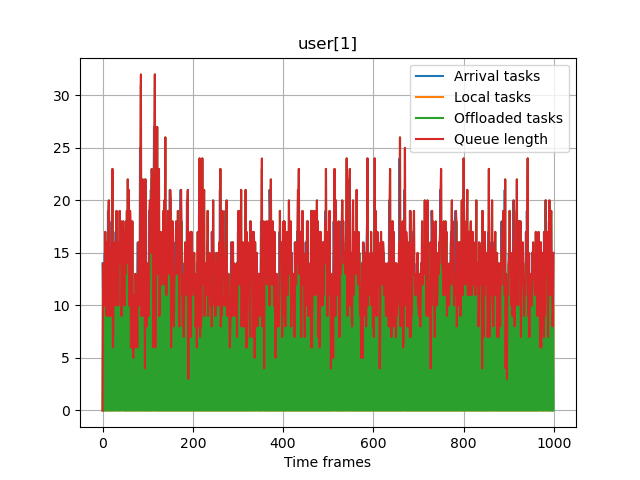 user[1]
Arrival tasks
Local tasks
Offloaded tasks
Queue length
30
25
20
15
10
5
0
0 200 400 600 800 1000
Time frames